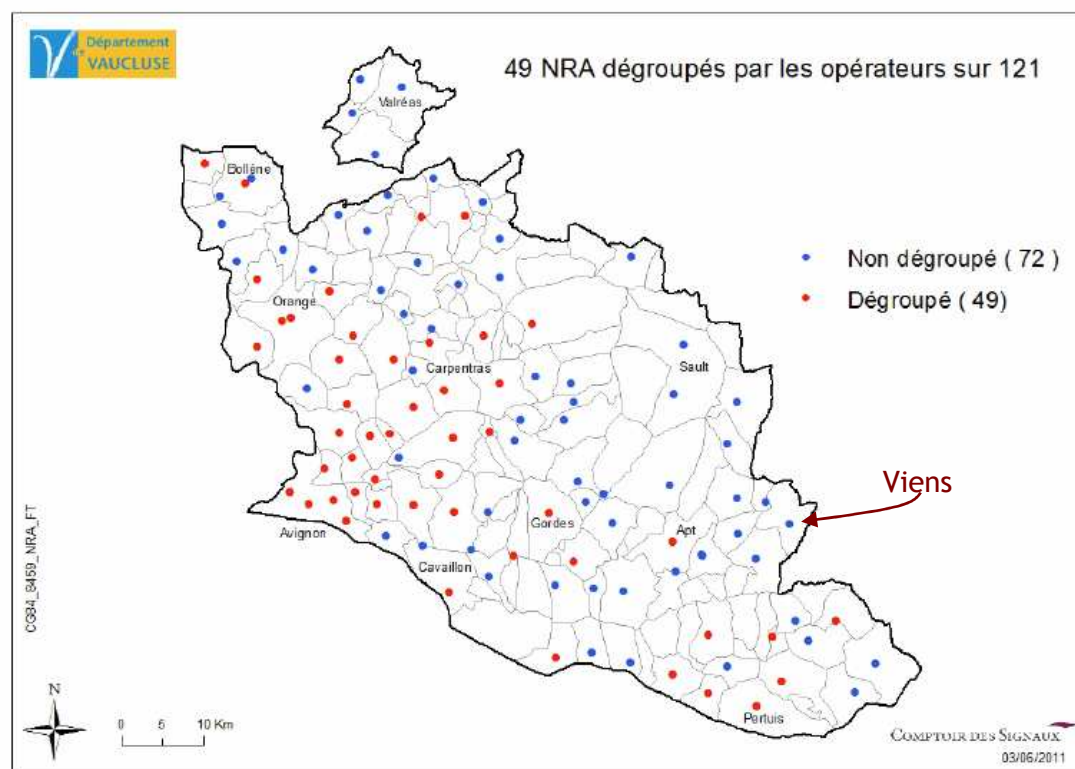 Département
de
VAUCLUSE
49 NRA dégroupés par les opérateurs sur 121
Valréas
Bollène
Non dégroupé ( 72 )
Dégroupé ( 49)
Orange
Carpentras
Sault
Viens
Gordes
Apt
Avignon
Cavaillon
Pertuis
CG84_8459_NRA_FT
N
0 5 10 Km
COMPTOIR DES SIGNAUX
03/06/2011